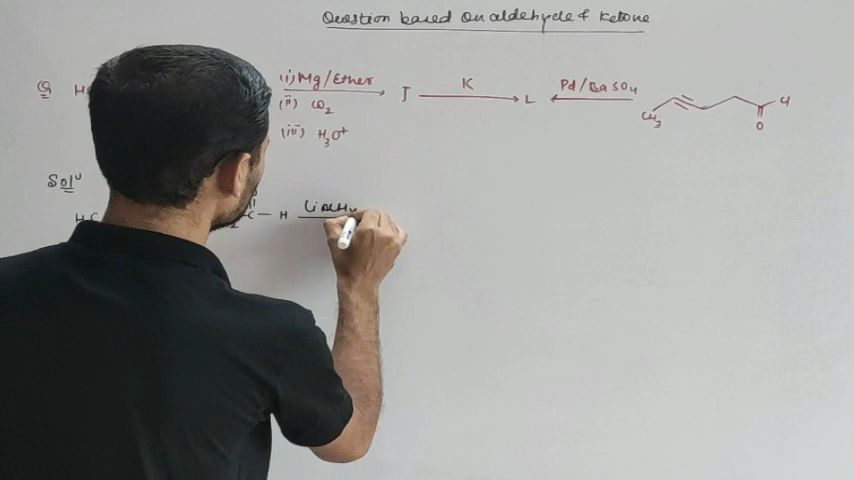 Question based on aldehyde & Ketone
Q H (i) Mg/Ether J K L Pd/BaSO4
(ii) CO2 CH3 O H
(iii) H3O+
Solⁿ
HC C - H LiAlH4